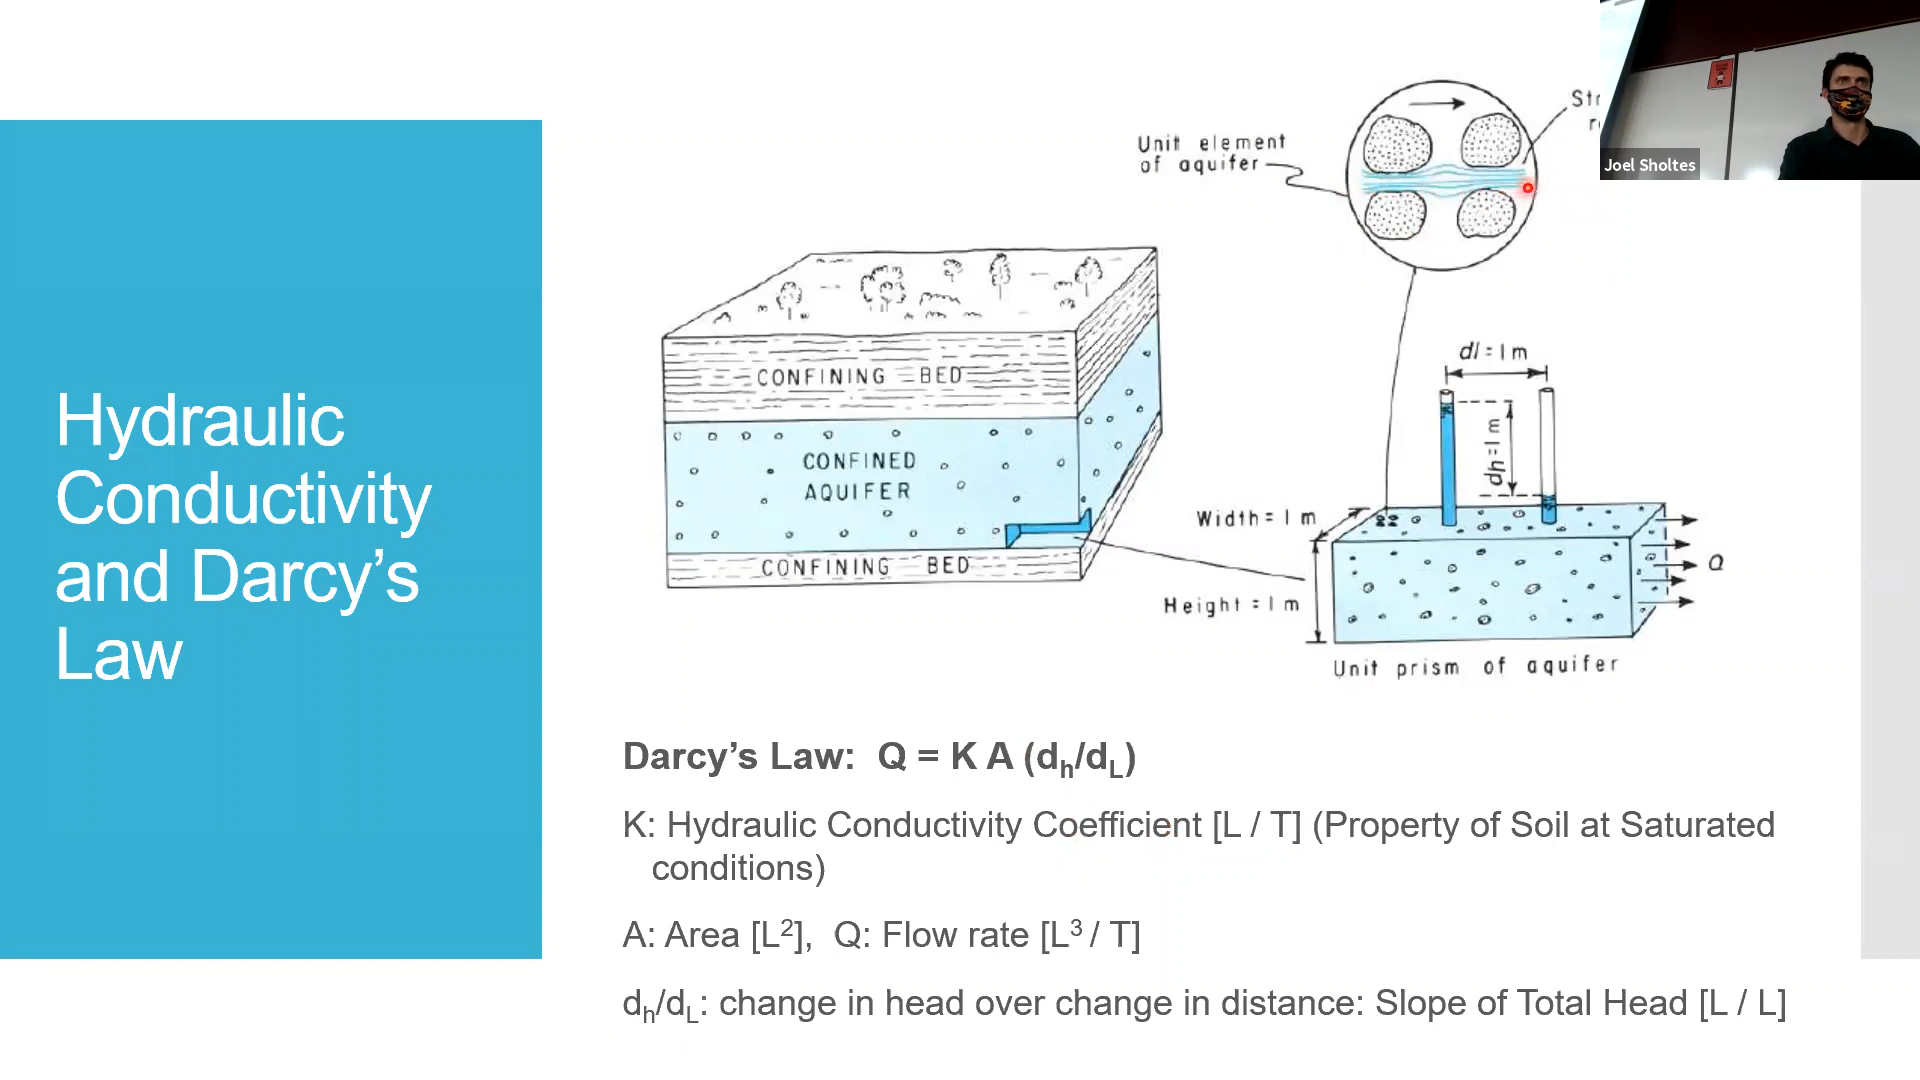 Hydraulic
Conductivity
and Darcy’s
Law
Unit element
of aquifer
Joel Sholtes
CONFINING BED
CONFINED
AQUIFER
CONFINING BED
dl = 1 m
dh = 1 m
Width = 1 m
Height = 1 m
Q
Unit prism of aquifer
Darcy’s Law: Q = K A (dₕ/d_L)
K: Hydraulic Conductivity Coefficient [L / T] (Property of Soil at Saturated
conditions)
A: Area [L²], Q: Flow rate [L³ / T]
dₕ/d_L: change in head over change in distance: Slope of Total Head [L / L]